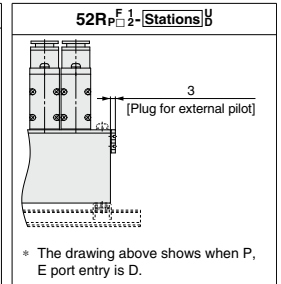 52RP F□ 1 2-Stations U D
3
[Plug for external pilot]
* The drawing above shows when P,
E port entry is D.